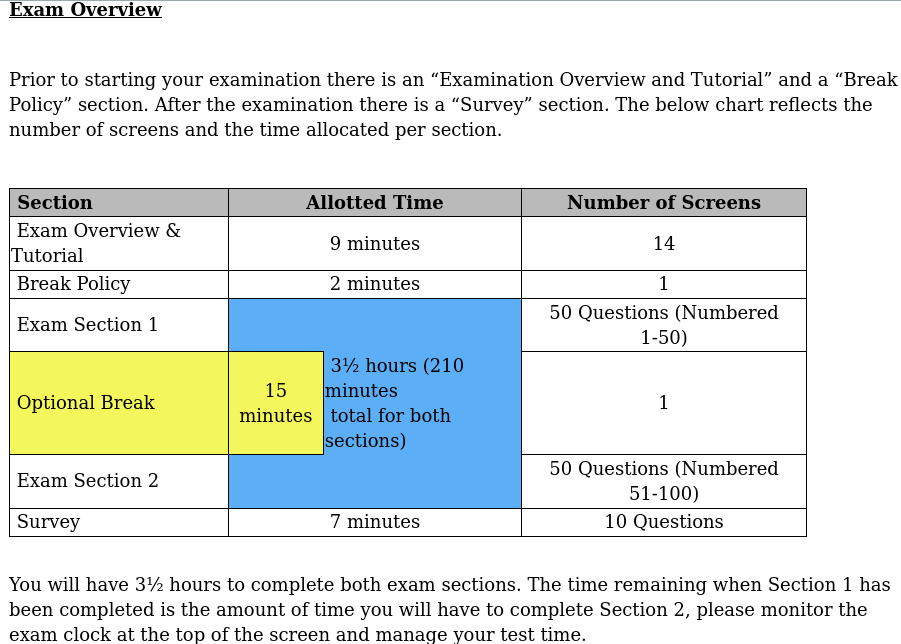 Exam Overview
Prior to starting your examination there is an “Examination Overview and Tutorial” and a “Break
Policy” section. After the examination there is a “Survey” section. The below chart reflects the
number of screens and the time allocated per section.
Section Allotted Time Number of Screens
Exam Overview &
Tutorial
9 minutes
14
Break Policy 2 minutes 1
Exam Section 1
50 Questions (Numbered
1-50)
Optional Break
15
minutes
3½ hours (210
minutes
total for both
sections)
1
Exam Section 2
50 Questions (Numbered
51-100)
Survey 7 minutes 10 Questions
You will have 3½ hours to complete both exam sections. The time remaining when Section 1 has
been completed is the amount of time you will have to complete Section 2, please monitor the
exam clock at the top of the screen and manage your test time.